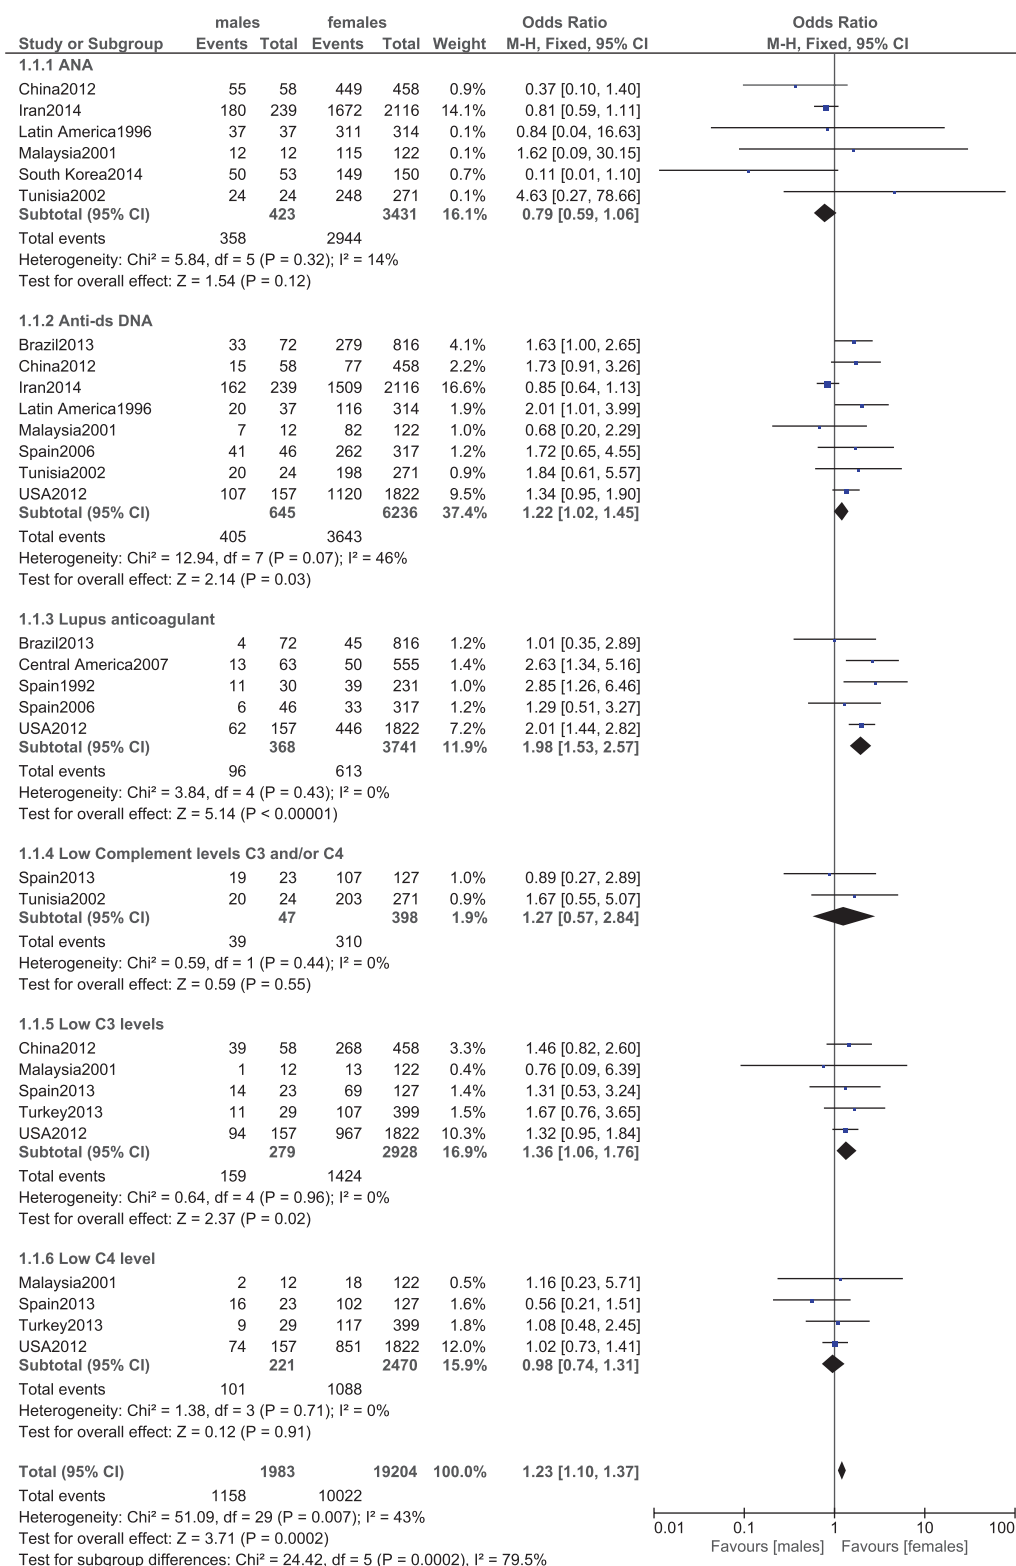 males females Odds Ratio Odds Ratio
Study or Subgroup Events Total Events Total Weight M-H, Fixed, 95% CI M-H, Fixed, 95% CI
1.1.1 ANA
China2012 55 58 449 458 0.9% 0.37 [0.10, 1.40]
Iran2014 180 239 1672 2116 14.1% 0.81 [0.59, 1.11]
Latin America1996 37 37 311 314 0.1% 0.84 [0.04, 16.63]
Malaysia2001 12 12 115 122 0.1% 1.62 [0.09, 30.15]
South Korea2014 50 53 149 150 0.7% 0.11 [0.01, 1.10]
Tunisia2002 24 24 248 271 0.1% 4.63 [0.27, 78.66]
Subtotal (95% CI) 423 3431 16.1% 0.79 [0.59, 1.06]
Total events 358 2944
Heterogeneity: Chi² = 5.84, df = 5 (P = 0.32); I² = 14%
Test for overall effect: Z = 1.54 (P = 0.12)
1.1.2 Anti-ds DNA
Brazil2013 33 72 279 816 4.1% 1.63 [1.00, 2.65]
China2012 15 58 77 458 2.2% 1.73 [0.91, 3.26]
Iran2014 162 239 1509 2116 16.6% 0.85 [0.64, 1.13]
Latin America1996 20 37 116 314 1.9% 2.01 [1.01, 3.99]
Malaysia2001 7 12 82 122 1.0% 0.68 [0.20, 2.29]
Spain2006 41 46 262 317 1.2% 1.72 [0.65, 4.55]
Tunisia2002 20 24 198 271 0.9% 1.84 [0.61, 5.57]
USA2012 107 157 1120 1822 9.5% 1.34 [0.95, 1.90]
Subtotal (95% CI) 645 6236 37.4% 1.22 [1.02, 1.45]
Total events 405 3643
Heterogeneity: Chi² = 12.94, df = 7 (P = 0.07); I² = 46%
Test for overall effect: Z = 2.14 (P = 0.03)
1.1.3 Lupus anticoagulant
Brazil2013 4 72 45 816 1.2% 1.01 [0.35, 2.89]
Central America2007 13 63 50 555 1.4% 2.63 [1.34, 5.16]
Spain1992 11 30 39 231 1.0% 2.85 [1.26, 6.46]
Spain2006 6 46 33 317 1.2% 1.29 [0.51, 3.27]
USA2012 62 157 446 1822 7.2% 2.01 [1.44, 2.82]
Subtotal (95% CI) 368 3741 11.9% 1.98 [1.53, 2.57]
Total events 96 613
Heterogeneity: Chi² = 3.84, df = 4 (P = 0.43); I² = 0%
Test for overall effect: Z = 5.14 (P < 0.00001)
1.1.4 Low Complement levels C3 and/or C4
Spain2013 19 23 107 127 1.0% 0.89 [0.27, 2.89]
Tunisia2002 20 24 203 271 0.9% 1.67 [0.55, 5.07]
Subtotal (95% CI) 47 398 1.9% 1.27 [0.57, 2.84]
Total events 39 310
Heterogeneity: Chi² = 0.59, df = 1 (P = 0.44); I² = 0%
Test for overall effect: Z = 0.59 (P = 0.55)
1.1.5 Low C3 levels
China2012 39 58 268 458 3.3% 1.46 [0.82, 2.60]
Malaysia2001 1 12 13 122 0.4% 0.76 [0.09, 6.39]
Spain2013 14 23 69 127 1.4% 1.31 [0.53, 3.24]
Turkey2013 11 29 107 399 1.5% 1.67 [0.76, 3.65]
USA2012 94 157 967 1822 10.3% 1.32 [0.95, 1.84]
Subtotal (95% CI) 279 2928 16.9% 1.36 [1.06, 1.76]
Total events 159 1424
Heterogeneity: Chi² = 0.64, df = 4 (P = 0.96); I² = 0%
Test for overall effect: Z = 2.37 (P = 0.02)
1.1.6 Low C4 level
Malaysia2001 2 12 18 122 0.5% 1.16 [0.23, 5.71]
Spain2013 16 23 102 127 1.6% 0.56 [0.21, 1.51]
Turkey2013 9 29 117 399 1.8% 1.08 [0.48, 2.45]
USA2012 74 157 851 1822 12.0% 1.02 [0.73, 1.41]
Subtotal (95% CI) 221 2470 15.9% 0.98 [0.74, 1.31]
Total events 101 1088
Heterogeneity: Chi² = 1.38, df = 3 (P = 0.71); I² = 0%
Test for overall effect: Z = 0.12 (P = 0.91)
Total (95% CI) 1983 19204 100.0% 1.23 [1.10, 1.37]
Total events 1158 10022
Heterogeneity: Chi² = 51.09, df = 29 (P = 0.007); I² = 43%
Test for overall effect: Z = 3.71 (P = 0.0002)
Test for subgroup differences: Chi² = 24.42, df = 5 (P = 0.0002), I² = 79.5%
0.01 0.1 1 10 100
Favours [males] Favours [females]